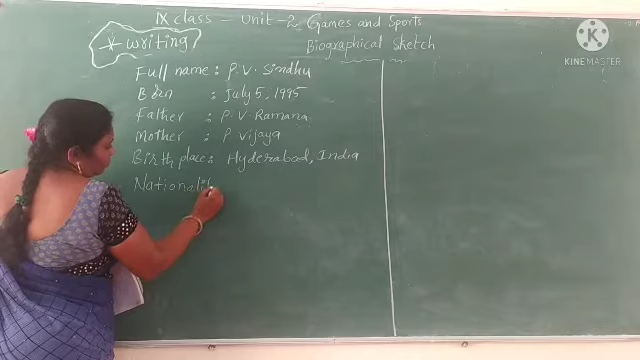 IX class - Unit-2 Games and Sports
* writing
Biographical sketch
Full name : P. V. Sindhu
Born : July 5, 1995
Father : P. V. Ramana
Mother : P Vijaya
Birth place : Hyderabad, India
Nationalit
KINEMASTER